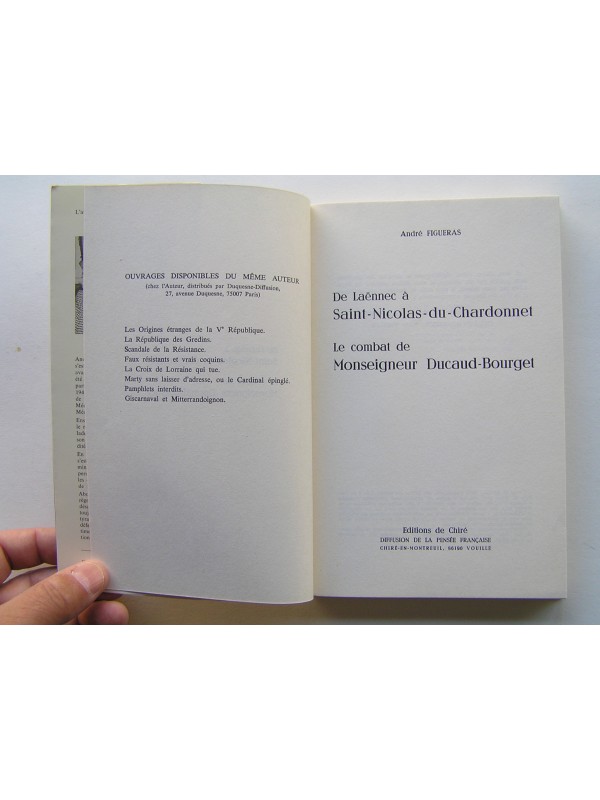 L'a
OUVRAGES DISPONIBLES DU MÊME AUTEUR
(chez l'Auteur, distribués par Duquesne-Diffusion,
27, avenue Duquesne, 75007 Paris)
Les Origines étranges de la Vᵉ République.
La République des Gredins.
Scandale de la Résistance.
Faux résistants et vrais coquins.
La Croix de Lorraine qui tue.
Marty sans laisser d'adresse, ou le Cardinal épinglé.
Pamphlets interdits.
Giscarnaval et Mitterrandoignon.
André FIGUERAS
De Laënnec à
Saint-Nicolas-du-Chardonnet
Le combat de
Monseigneur Ducaud-Bourget
Editions de Chiré
DIFFUSION DE LA PENSÉE FRANÇAISE
CHIRÉ-EN-MONTREUIL, 86190 VOUILLÉ